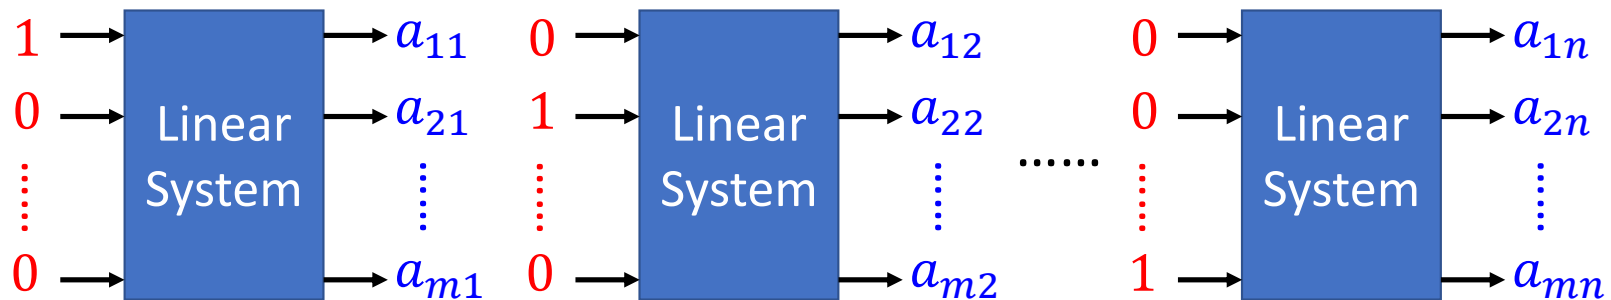 1 Linear System a₁₁ 0 Linear System a₁₂ 0 Linear System a₁ₙ
0 a₂₁ 1 a₂₂ 0 a₂ₙ
⋮ ⋮ ⋮ ⋮ ...... ⋮ ⋮
0 aₘ₁ 0 aₘ₂ 1 aₘₙ